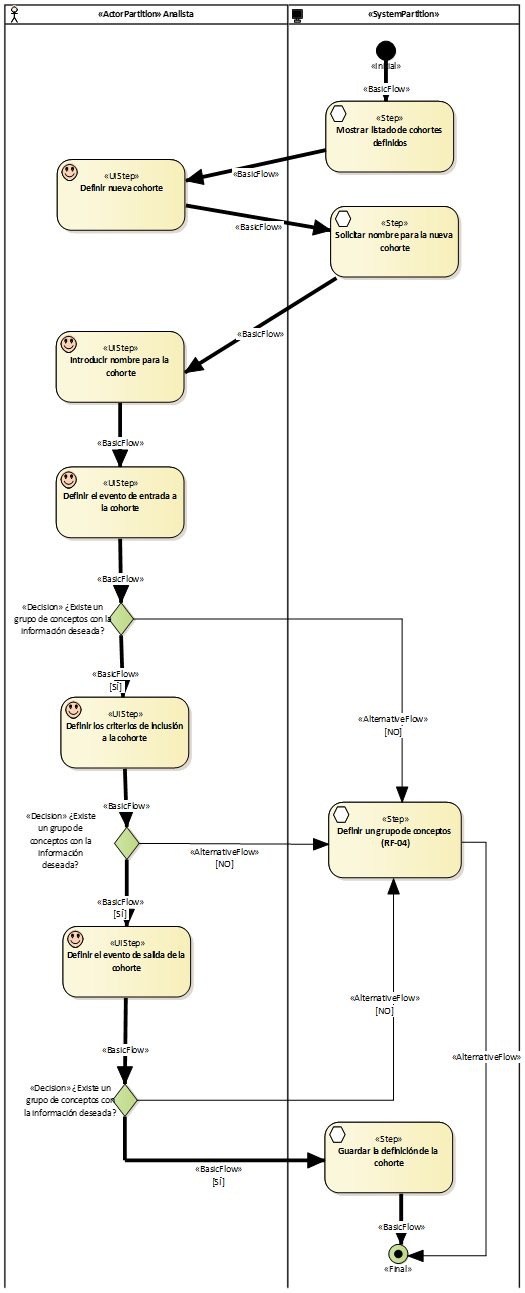 «ActorPartition» Analista
«SystemPartition»
«Initial»
«BasicFlow»
«Step»
Mostrar listado de cohortes
definidos
«BasicFlow»
«UIStep»
Definir nueva cohorte
«BasicFlow»
«Step»
Solicitar nombre para la nueva
cohorte
«BasicFlow»
«UIStep»
Introducir nombre para la
cohorte
«BasicFlow»
«UIStep»
Definir el evento de entrada a
la cohorte
«BasicFlow»
«Decision» ¿Existe un
grupo de conceptos con la
información deseada?
«BasicFlow»
[SÍ]
«AlternativeFlow»
[NO]
«UIStep»
Definir los criterios de inclusión
a la cohorte
«BasicFlow»
«Decision» ¿Existe
un grupo de
conceptos con la
información
deseada?
«AlternativeFlow»
[NO]
«Step»
Definir un grupo de conceptos
(RF-04)
«BasicFlow»
[SÍ]
«UIStep»
Definir el evento de salida de la
cohorte
«AlternativeFlow»
[NO]
«BasicFlow»
«AlternativeFlow»
«Decision» ¿Existe un
grupo de conceptos con
la información deseada?
«BasicFlow»
[SÍ]
«Step»
Guardar la definición de la
cohorte
«BasicFlow»
«Final»